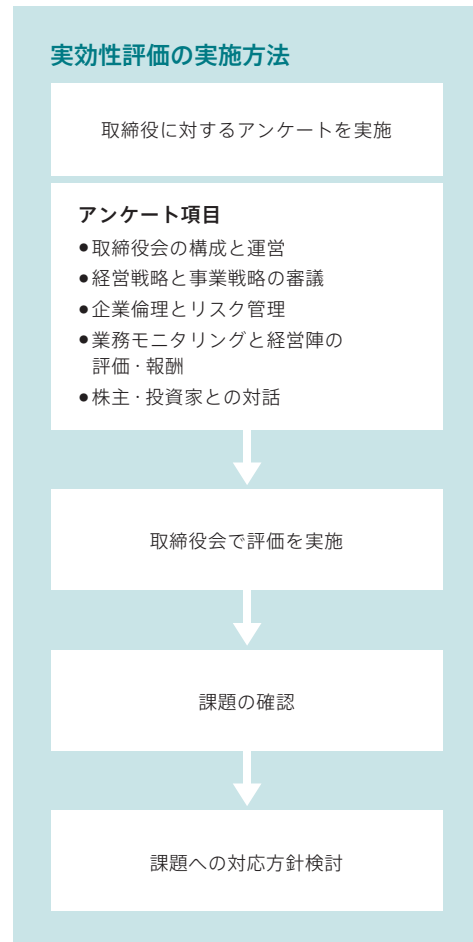 実効性評価の実施方法
取締役に対するアンケートを実施
アンケート項目
●取締役会の構成と運営
●経営戦略と事業戦略の審議
●企業倫理とリスク管理
●業務モニタリングと経営陣の
評価・報酬
●株主・投資家との対話
取締役会で評価を実施
課題の確認
課題への対応方針検討